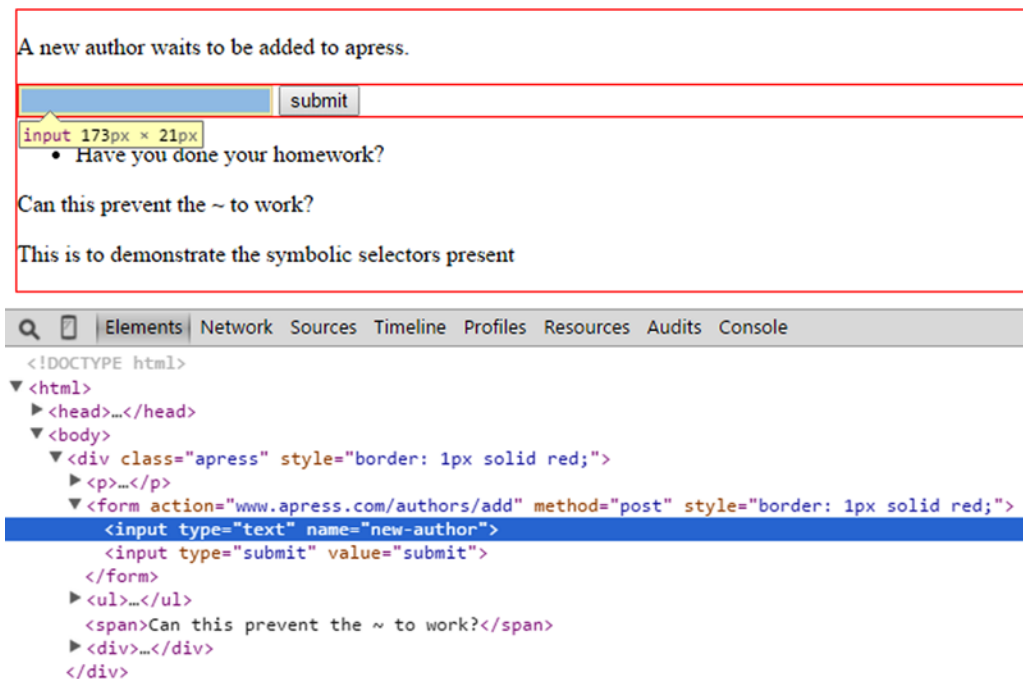 A new author waits to be added to apress.
submit
input 173px × 21px
• Have you done your homework?
Can this prevent the ~ to work?
This is to demonstrate the symbolic selectors present
Elements Network Sources Timeline Profiles Resources Audits Console
<!DOCTYPE html>
▼<html>
▶<head>…</head>
▼<body>
▼<div class="apress" style="border: 1px solid red;">
▶<p>…</p>
▼<form action="www.apress.com/authors/add" method="post" style="border: 1px solid red;">
<input type="text" name="new-author">
<input type="submit" value="submit">
</form>
▶<ul>…</ul>
<span>Can this prevent the ~ to work?</span>
▶<div>…</div>
</div>